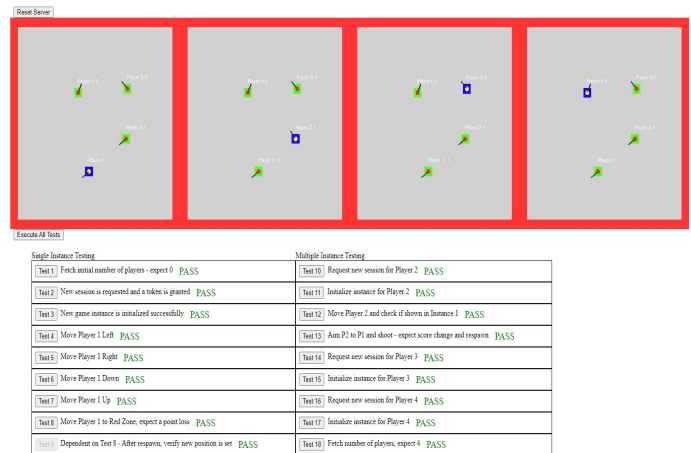 Reset Server
Execute All Tests
Single Instance Testing
Test 1 Fetch initial number of players - expect 0 PASS
Test 2 New session is requested and a token is granted PASS
Test 3 New game instance is initialized successfully PASS
Test 4 Move Player 1 Left PASS
Test 5 Move Player 1 Right PASS
Test 6 Move Player 1 Down PASS
Test 7 Move Player 1 Up PASS
Test 8 Move Player 1 to Red Zone, expect a point loss PASS
Test 9 Dependent on Test 8 - After respawn, verify new position is set PASS
Multiple Instance Testing
Test 10 Request new session for Player 2 PASS
Test 11 Initialize instance for Player 2 PASS
Test 12 Move Player 2 and check if shown in Instance 1 PASS
Test 13 Aim P2 to P1 and shoot - expect score change and respawn PASS
Test 14 Request new session for Player 3 PASS
Test 15 Initialize instance for Player 3 PASS
Test 16 Request new session for Player 4 PASS
Test 17 Initialize instance for Player 4 PASS
Test 18 Fetch number of players, expect 4 PASS